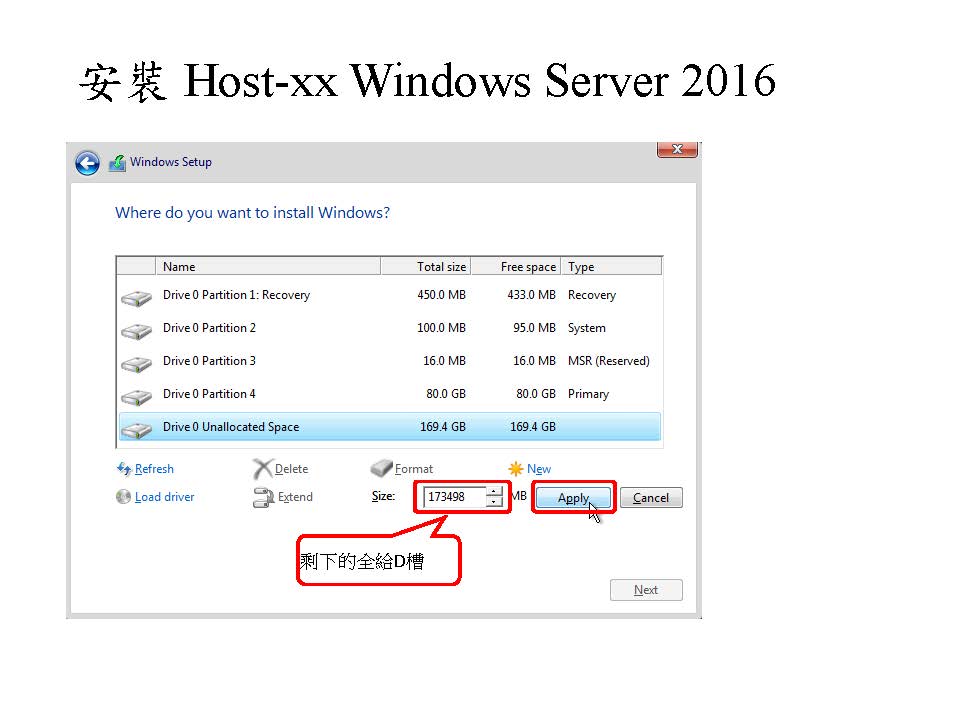 安裝 Host-xx Windows Server 2016
Windows Setup
Where do you want to install Windows?
Name Total size Free space Type
Drive 0 Partition 1: Recovery 450.0 MB 433.0 MB Recovery
Drive 0 Partition 2 100.0 MB 95.0 MB System
Drive 0 Partition 3 16.0 MB 16.0 MB MSR (Reserved)
Drive 0 Partition 4 80.0 GB 80.0 GB Primary
Drive 0 Unallocated Space 169.4 GB 169.4 GB
Refresh Delete Format New
Load driver Extend Size: 173498 MB Apply Cancel
剩下的全給D槽
Next